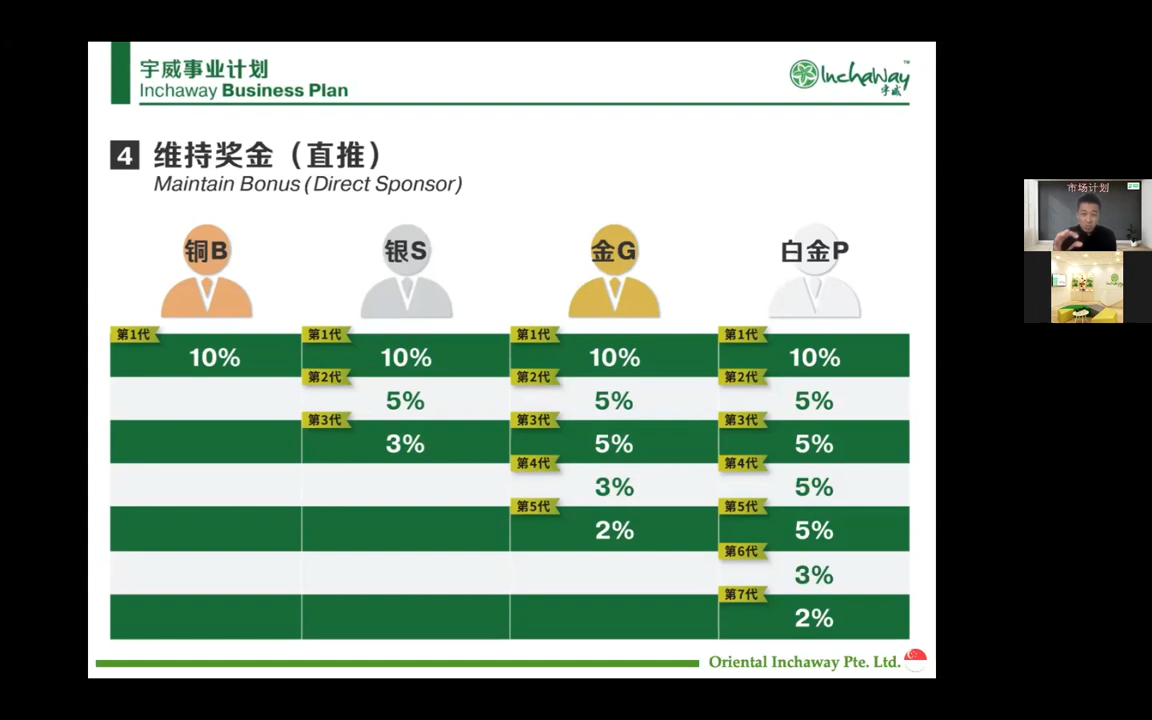 宇威事业计划
Inchaway Business Plan
InchaWay™
宇威
4 维持奖金（直推）
Maintain Bonus (Direct Sponsor)
铜B 银S 金G 白金P
第1代 第1代 第1代 第1代
10% 10% 10% 10%
第2代 第2代 第2代
5% 5% 5%
第3代 第3代 第3代
3% 5% 5%
第4代 第4代
3% 5%
第5代 第5代
2% 5%
第6代
3%
第7代
2%
Oriental Inchaway Pte. Ltd.
市场计划